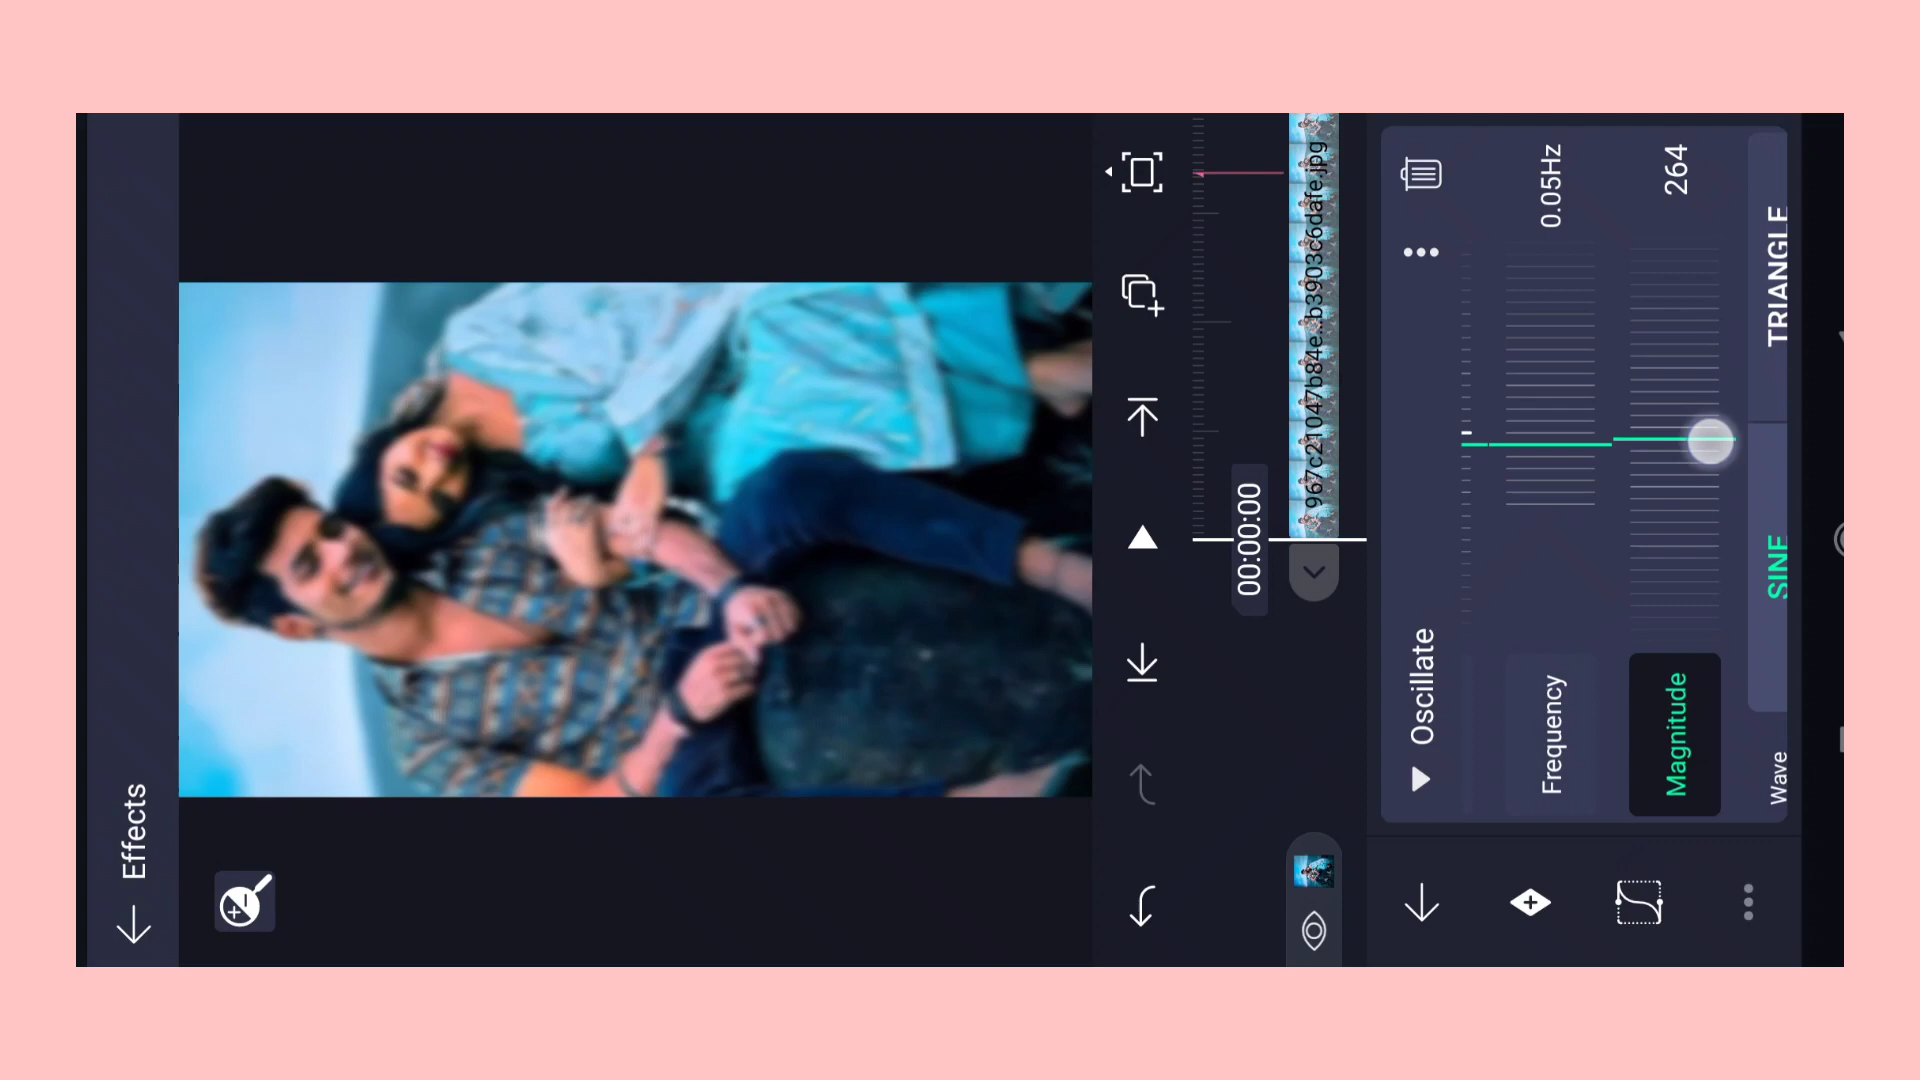 Effects
00:00:00
967c21047b84e...b3903c6dafe.jpg
Oscillate
Frequency
0.05Hz
Magnitude
264
Wave
SINE
TRIANGLE